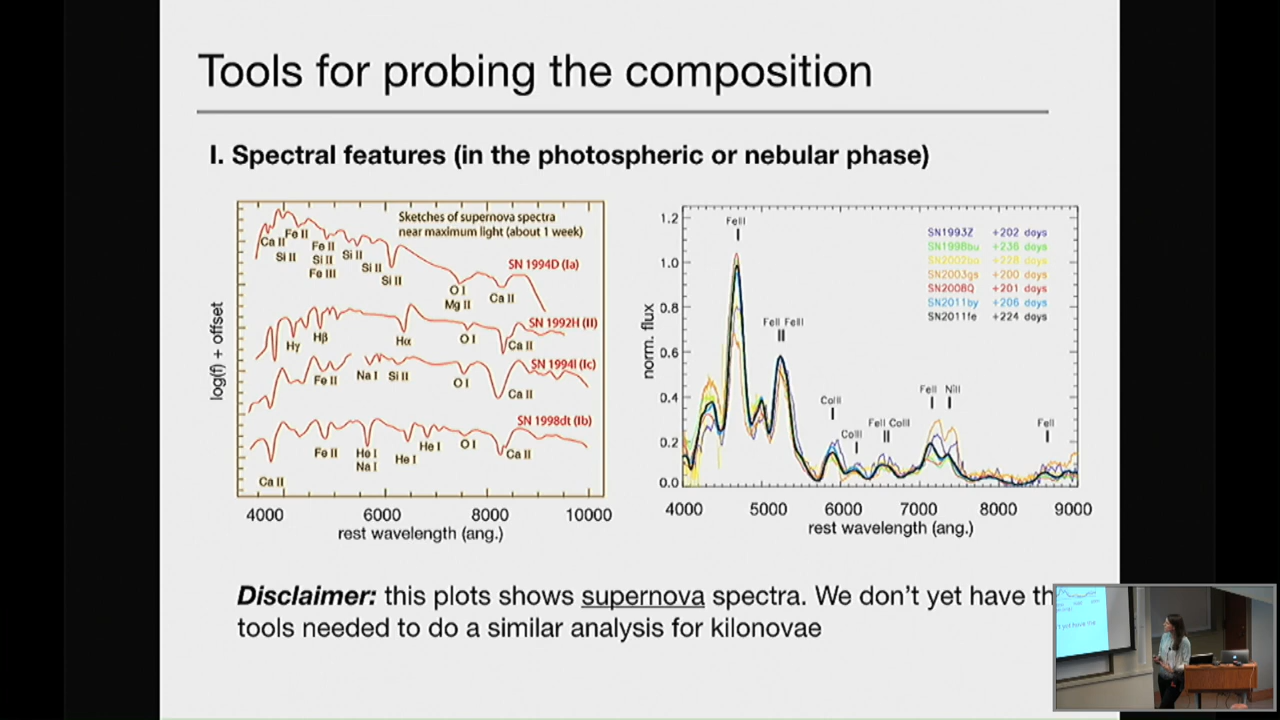 Tools for probing the composition
I. Spectral features (in the photospheric or nebular phase)
Sketches of supernova spectra
near maximum light (about 1 week)
Ca II
Fe II
Si II
Fe II
Si II
Fe III
Si II
Si II
Si II
SN 1994D (Ia)
O I
Mg II
Ca II
SN 1992H (II)
Hγ
Hβ
Hα
O I
Ca II
SN 1994I (Ic)
Fe II
Na I
Si II
O I
Ca II
SN 1998dt (Ib)
Ca II
Fe II
He I
Na I
He I
He I
O I
Ca II
log(f) + offset
4000 6000 8000 10000
rest wavelength (ang.)
1.2
1.0
0.8
0.6
0.4
0.2
0.0
norm. flux
SN1993Z +202 days
SN1998bu +236 days
SN2002bo +228 days
SN2003gs +200 days
SN2008Q +201 days
SN2011by +206 days
SN2011fe +224 days
FeIII
FeII FeIII
CoIII
CoIII
FeII CoIII
FeII NiII
FeII
4000 5000 6000 7000 8000 9000
rest wavelength (ang.)
Disclaimer: this plots shows supernova spectra. We don't yet have th
tools needed to do a similar analysis for kilonovae